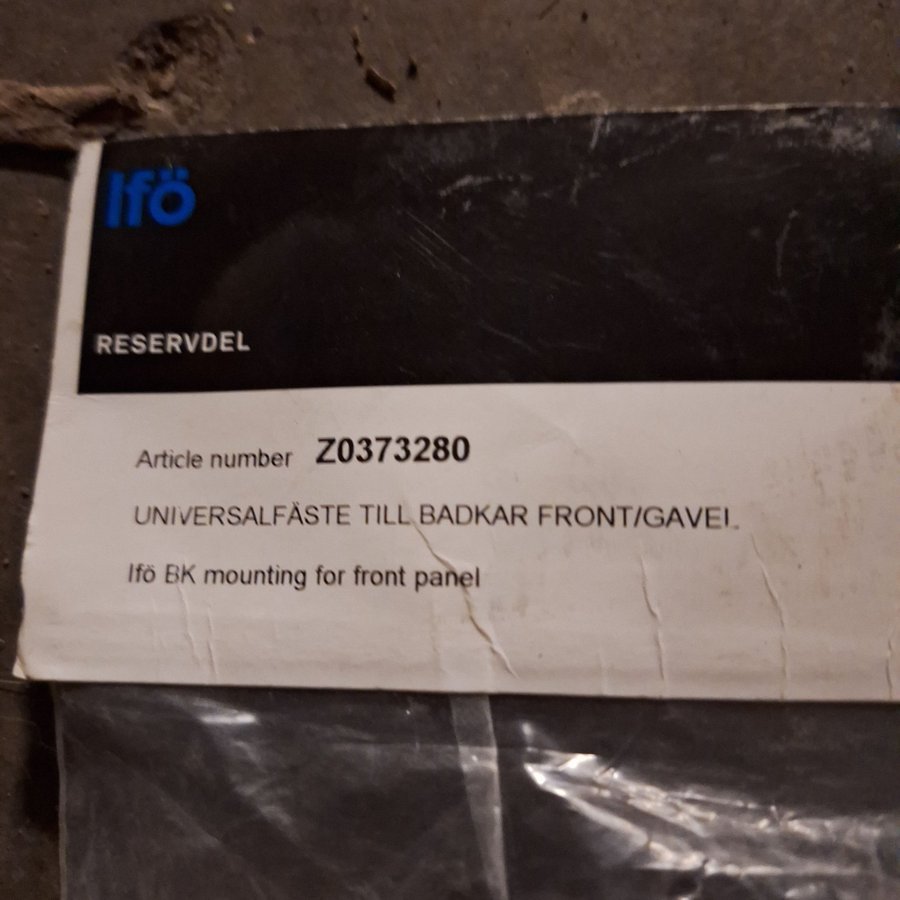 Ifö
RESERVDEL
Article number Z0373280
UNIVERSALFÄSTE TILL BADKAR FRONT/GAVEL
Ifö BK mounting for front panel